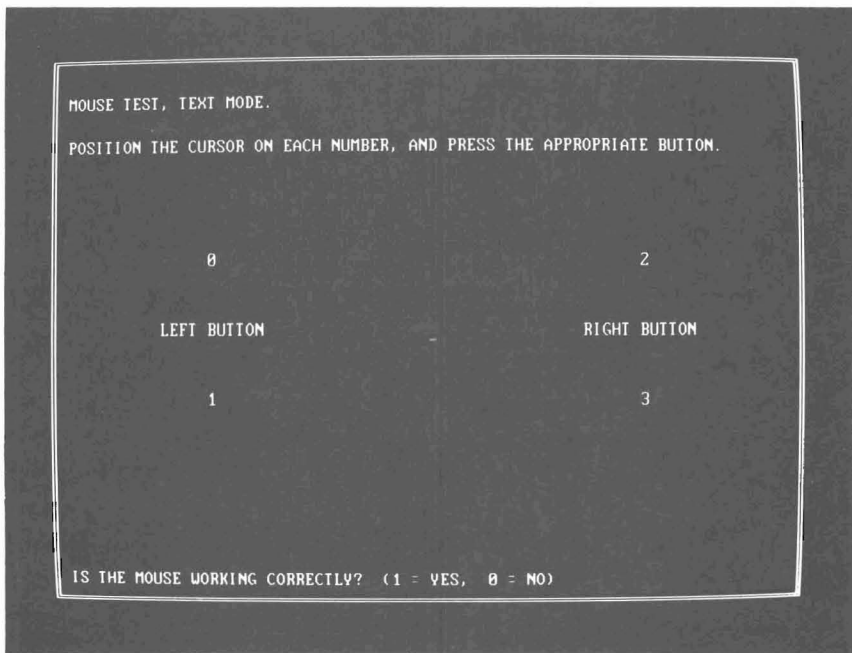 MOUSE TEST, TEXT MODE.
POSITION THE CURSOR ON EACH NUMBER, AND PRESS THE APPROPRIATE BUTTON.
0 2
LEFT BUTTON RIGHT BUTTON
1 3
IS THE MOUSE WORKING CORRECTLY? (1 = YES, 0 = NO)